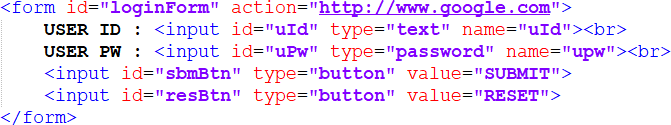 <form id="loginForm" action="http://www.google.com">
USER ID : <input id="uId" type="text" name="uId"><br>
USER PW : <input id="uPw" type="password" name="upw"><br>
<input id="sbmBtn" type="button" value="SUBMIT">
<input id="resBtn" type="button" value="RESET">
</form>